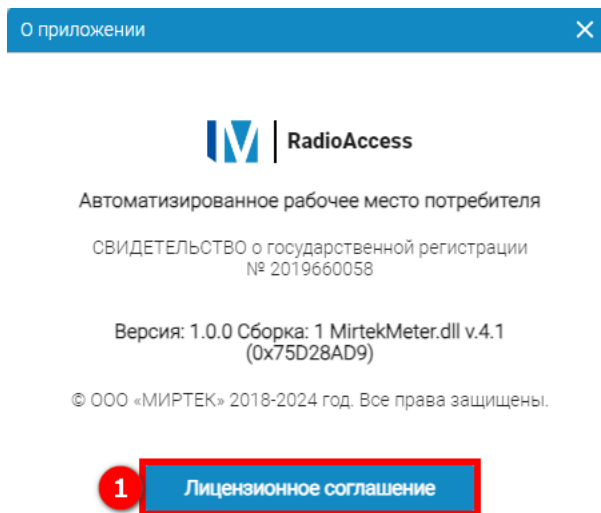 О приложении
RadioAccess
Автоматизированное рабочее место потребителя
СВИДЕТЕЛЬСТВО о государственной регистрации
№ 2019660058
Версия: 1.0.0 Сборка: 1 MirtekMeter.dll v.4.1
(0x75D28AD9)
© ООО «МИРТЕК» 2018-2024 год. Все права защищены.
1 Лицензионное соглашение